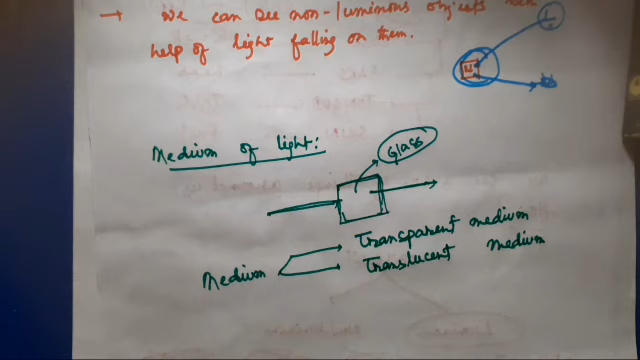 → We can see non-luminous objects
help of light falling on them.
L
Medium of light:
Glass
Transparent medium
Medium
Translucent medium